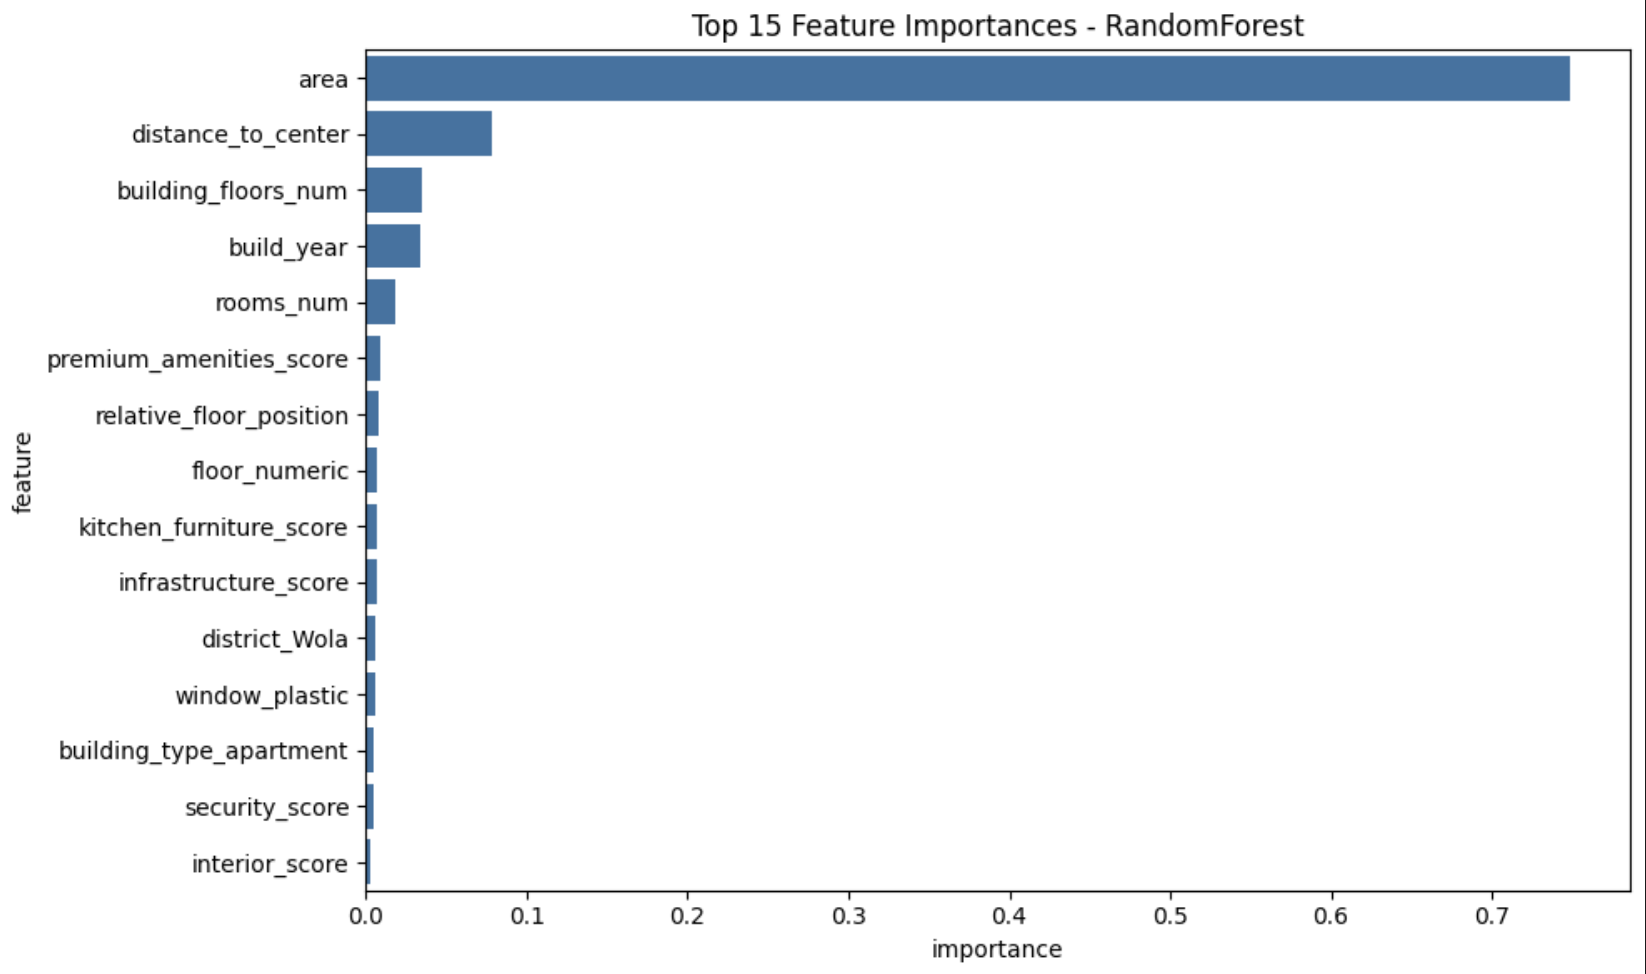 Top 15 Feature Importances - RandomForest
area
distance_to_center
building_floors_num
build_year
rooms_num
premium_amenities_score
relative_floor_position
floor_numeric
kitchen_furniture_score
infrastructure_score
district_Wola
window_plastic
building_type_apartment
security_score
interior_score
feature
0.0 0.1 0.2 0.3 0.4 0.5 0.6 0.7
importance